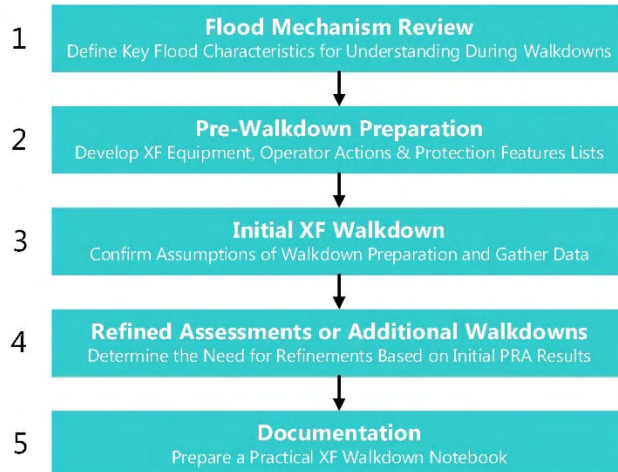 1
Flood Mechanism Review
Define Key Flood Characteristics for Understanding During Walkdowns
2
Pre-Walkdown Preparation
Develop XF Equipment, Operator Actions & Protection Features Lists
3
Initial XF Walkdown
Confirm Assumptions of Walkdown Preparation and Gather Data
4
Refined Assessments or Additional Walkdowns
Determine the Need for Refinements Based on Initial PRA Results
5
Documentation
Prepare a Practical XF Walkdown Notebook